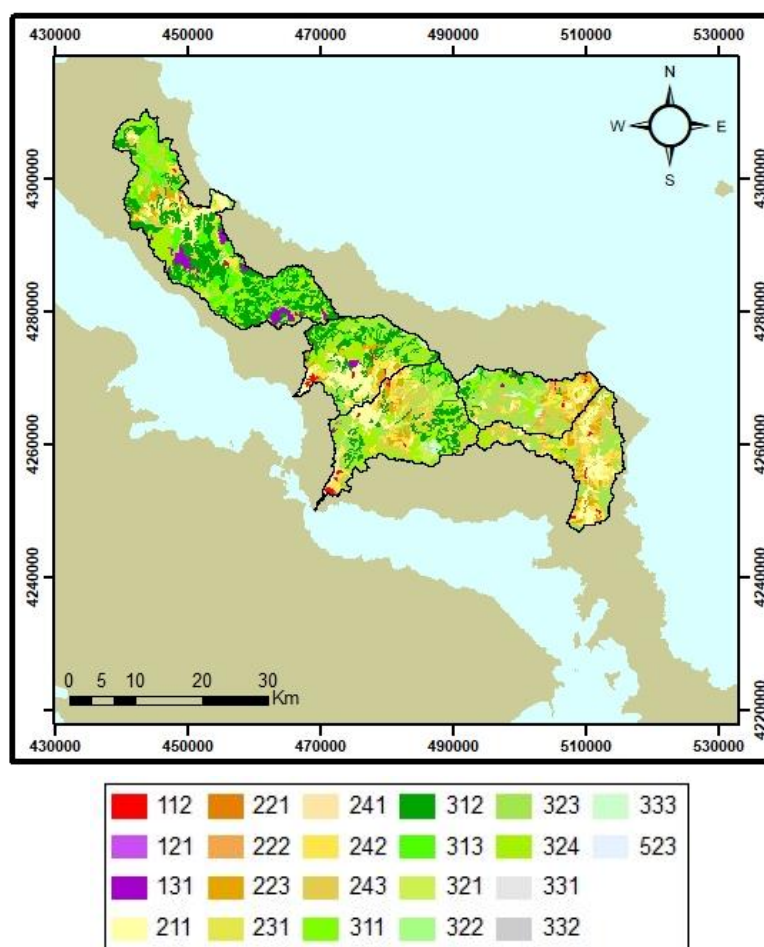 430000 450000 470000 490000 510000 530000
N
W E
S
4300000 4300000
4280000 4280000
4260000 4260000
4240000 4240000
4220000 4220000
0 5 10 20 30
Km
430000 450000 470000 490000 510000 530000
112 221 241 312 323 333
121 222 242 313 324 523
131 223 243 321 331
211 231 311 322 332